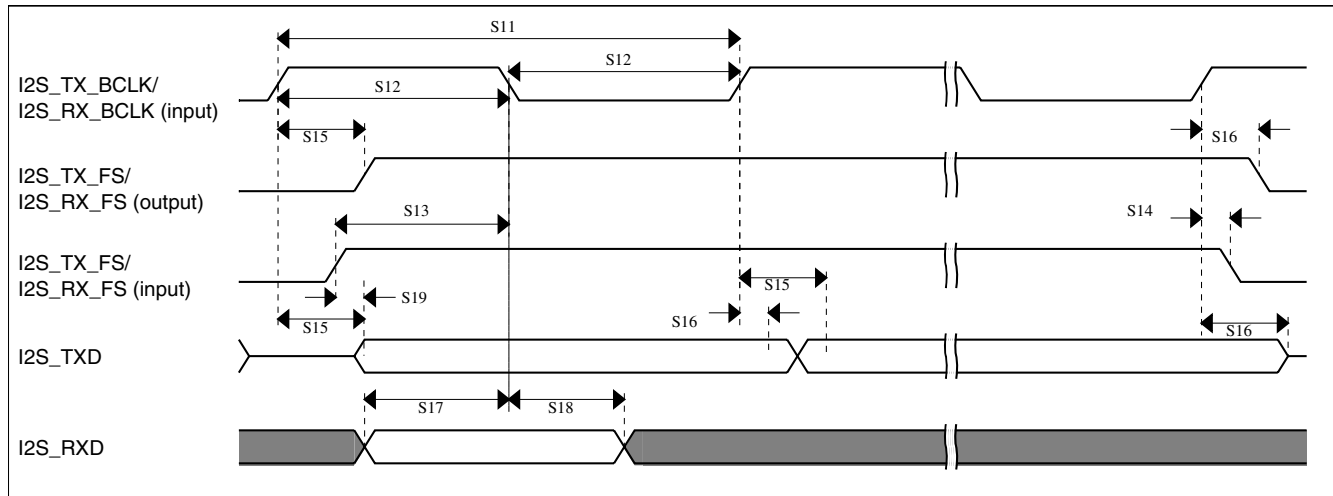 S11
I2S_TX_BCLK/
I2S_RX_BCLK (input)
S12
S12
S15
S16
I2S_TX_FS/
I2S_RX_FS (output)
S13
S14
I2S_TX_FS/
I2S_RX_FS (input)
S15
S19
S16
S15
S16
I2S_TXD
S17
S18
I2S_RXD